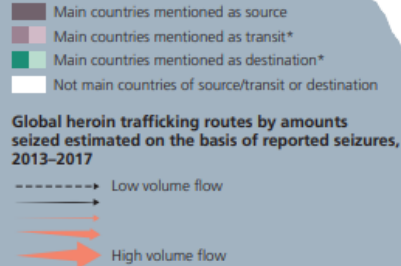 Main countries mentioned as source
Main countries mentioned as transit*
Main countries mentioned as destination*
Not main countries of source/transit or destination
Global heroin trafficking routes by amounts
seized estimated on the basis of reported seizures,
2013–2017
Low volume flow
High volume flow